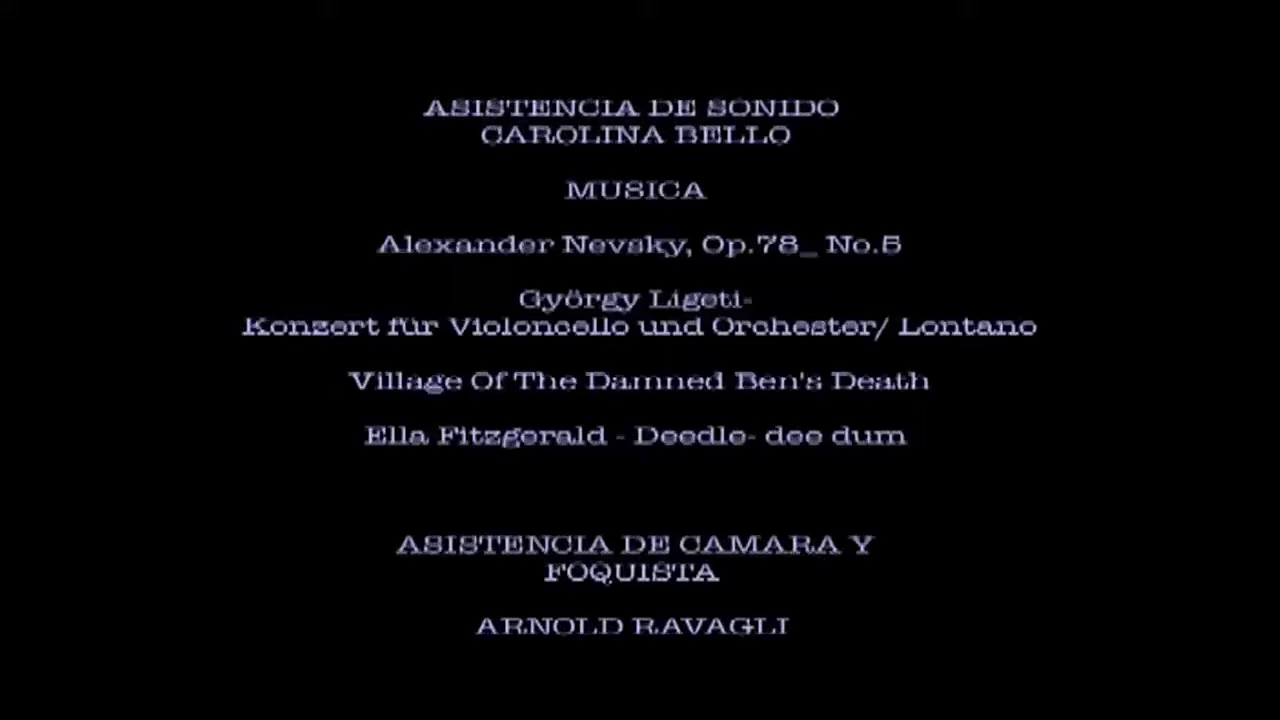 ASISTENCIA DE SONIDO
CAROLINA BELLO
MUSICA
Alexander Nevsky, Op.78_ No.5
György Ligeti-
Konzert für Violoncello und Orchester/ Lontano
Village Of The Damned Ben's Death
Ella Fitzgerald - Deedle- dee dum
ASISTENCIA DE CAMARA Y
FOQUISTA
ARNOLD RAVAGLI